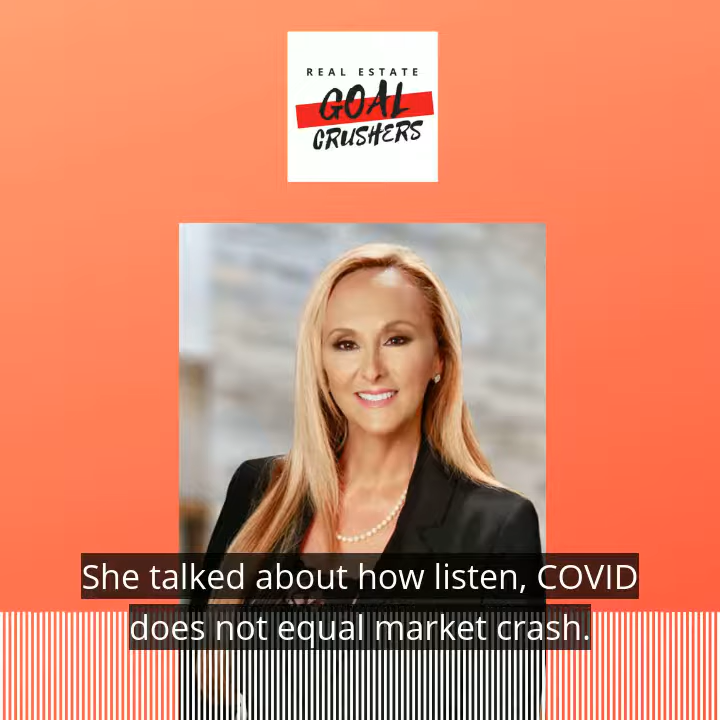 REAL ESTATE
GOAL
CRUSHERS
She talked about how listen, COVID
does not equal market crash.